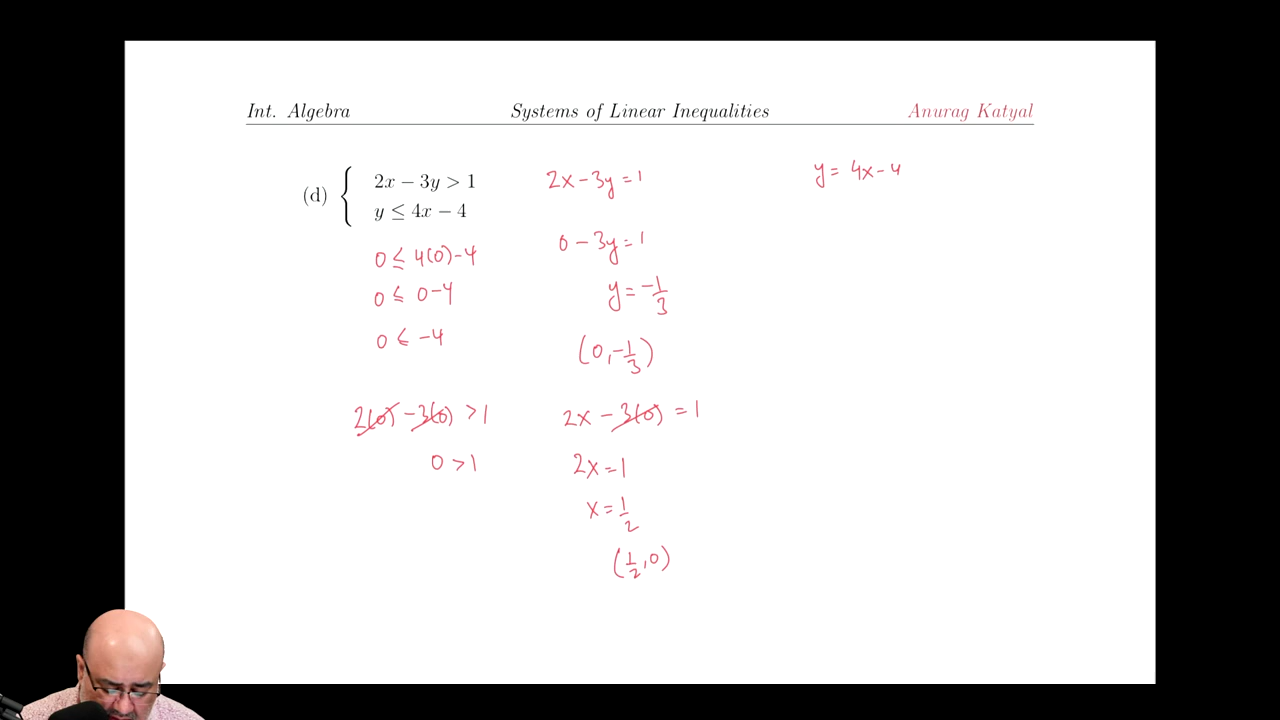 Int. Algebra Systems of Linear Inequalities Anurag Katyal
(d) { 2x − 3y > 1
y ≤ 4x − 4
0 ≤ 4(0)-4
0 ≤ 0-4
0 ≤ -4
2(0) -3(0) >1
0 >1
2x-3y=1
0-3y=1
y=-1/3
(0,-1/3)
2x -3(0) =1
2x=1
x=1/2
(1/2,0)
y= 4x-4